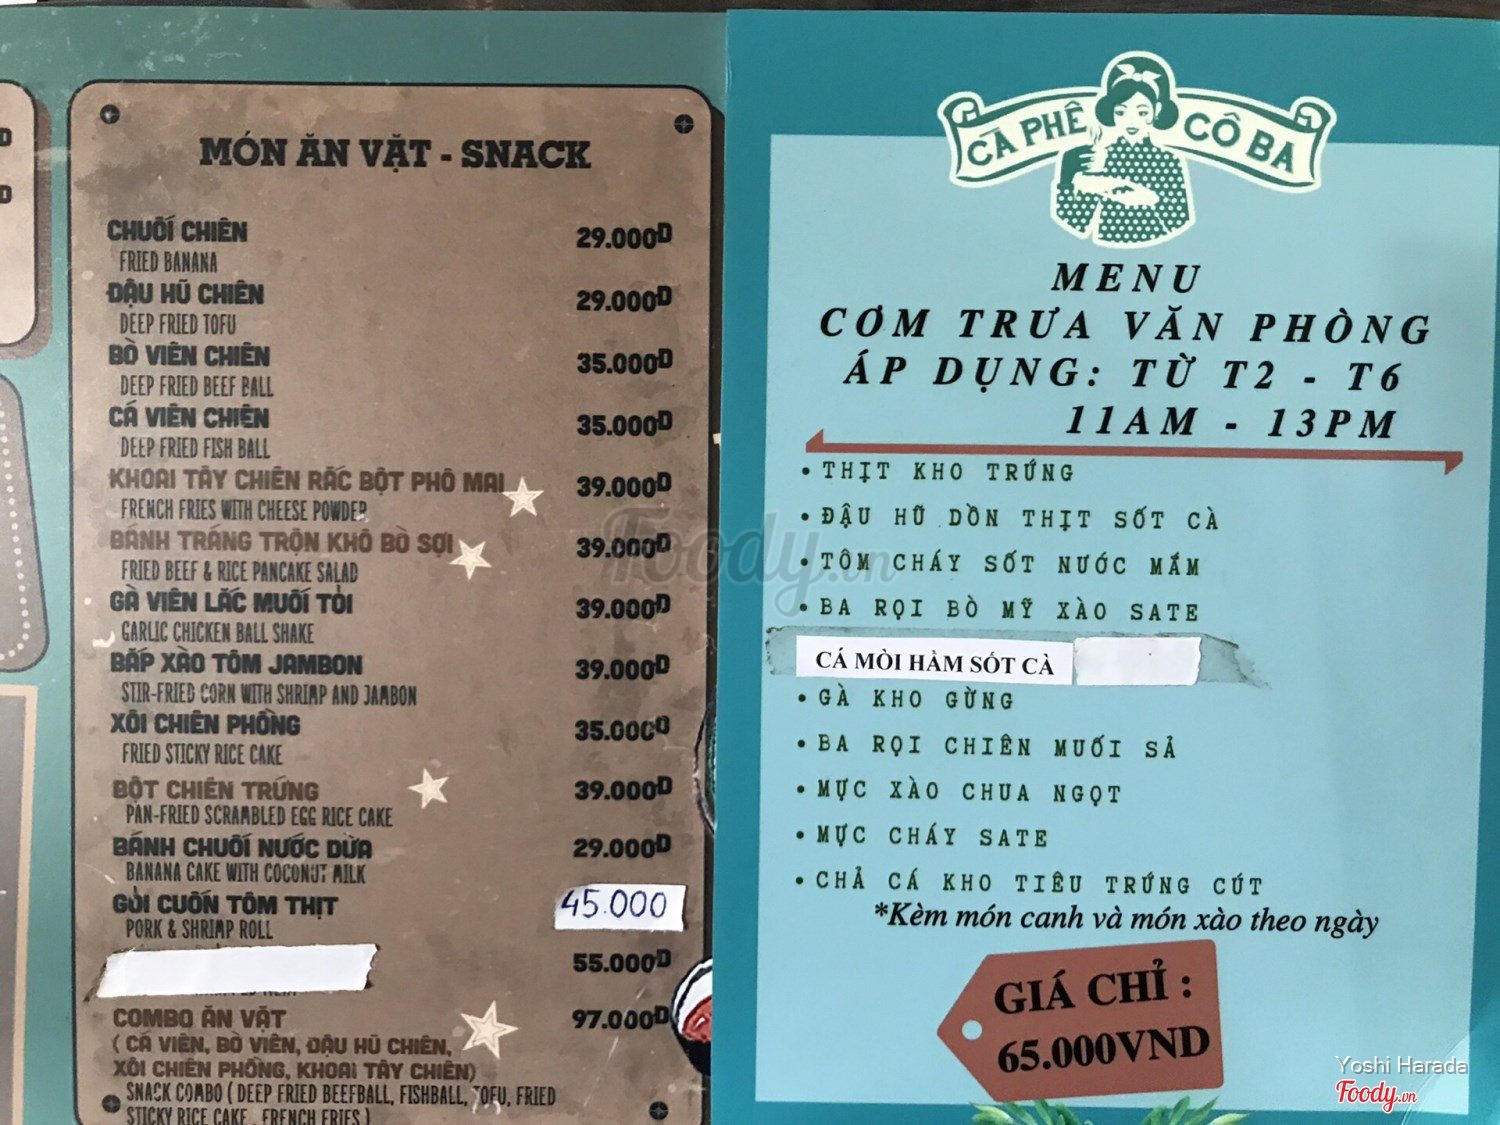 MÓN ĂN VẶT - SNACK
CHUỐI CHIÊN 29.000Đ
FRIED BANANA
ĐẬU HŨ CHIÊN 29.000Đ
DEEP FRIED TOFU
BÒ VIÊN CHIÊN 35.000Đ
DEEP FRIED BEEF BALL
CÁ VIÊN CHIÊN 35.000Đ
DEEP FRIED FISH BALL
KHOAI TÂY CHIÊN RẮC BỘT PHÔ MAI 39.000Đ
FRENCH FRIES WITH CHEESE POWDER
BÁNH TRÁNG TRỘN KHÔ BÒ SỢI 39.000Đ
FRIED BEEF & RICE PANCAKE SALAD
GÀ VIÊN LẮC MUỐI TỎI 39.000Đ
GARLIC CHICKEN BALL SHAKE
BẮP XÀO TÔM JAMBON 39.000Đ
STIR-FRIED CORN WITH SHRIMP AND JAMBON
XÔI CHIÊN PHỒNG 35.000Đ
FRIED STICKY RICE CAKE
BỘT CHIÊN TRỨNG 39.000Đ
PAN-FRIED SCRAMBLED EGG RICE CAKE
BÁNH CHUỐI NƯỚC DỪA 29.000Đ
BANANA CAKE WITH COCONUT MILK
GỎI CUỐN TÔM THỊT 45.000
PORK & SHRIMP ROLL
55.000Đ
COMBO ĂN VẶT 97.000Đ
( CÁ VIÊN, BÒ VIÊN, ĐẬU HŨ CHIÊN,
XÔI CHIÊN PHỒNG, KHOAI TÂY CHIÊN)
SNACK COMBO ( DEEP FRIED BEEFBALL, FISHBALL, TOFU, FRIED
STICKY RICE CAKE , FRENCH FRIES )
CÀ PHÊ CÔ BA
MENU
CƠM TRƯA VĂN PHÒNG
ÁP DỤNG: TỪ T2 - T6
11AM - 13PM
• THỊT KHO TRỨNG
• ĐẬU HŨ DỒN THỊT SỐT CÀ
• TÔM CHÁY SỐT NƯỚC MẮM
• BA RỌI BÒ MỸ XÀO SATE
CÁ MÒI HẦM SỐT CÀ
• GÀ KHO GỪNG
• BA RỌI CHIÊN MUỐI SẢ
• MỰC XÀO CHUA NGỌT
• MỰC CHÁY SATE
• CHẢ CÁ KHO TIÊU TRỨNG CÚT
*Kèm món canh và món xào theo ngày
GIÁ CHỈ :
65.000VND
Foody.vn
Yoshi Harada
Foody.vn